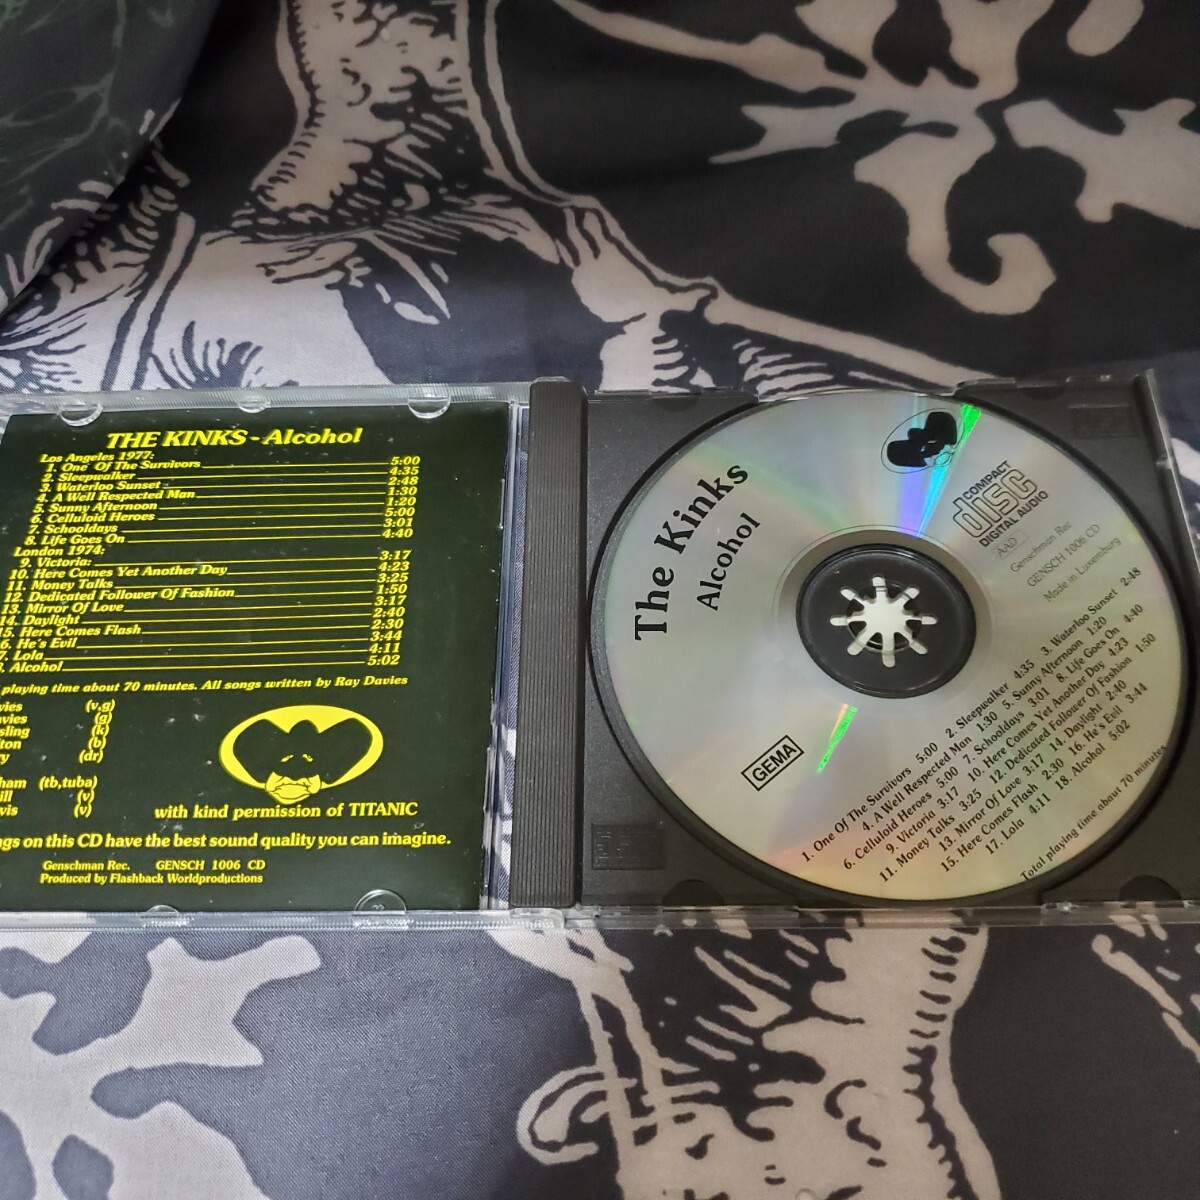 THE KINKS - Alcohol
Los Angeles 1977:
1. One Of The Survivors 5:00
2. Sleepwalker 4:35
3. Waterloo Sunset 2:48
4. A Well Respected Man 1:30
5. Sunny Afternoon 1:20
6. Celluloid Heroes 5:00
7. Schooldays 3:01
8. Life Goes On 4:40
London 1974:
9. Victoria: 3:17
10. Here Comes Yet Another Day 4:23
11. Money Talks 3:25
12. Dedicated Follower Of Fashion 1:50
13. Mirror Of Love 3:17
14. Daylight 2:40
15. Here Comes Flash 2:30
6. He's Evil 3:44
7. Lola 4:11
8, Alcohol 5:02
playing time about 70 minutes. All songs written by Ray Davies
vies (v,g)
avies (g)
sling (k)
lton (b)
ry (dr)
ham (tb,tuba)
ill (v)
vis (v)
with kind permission of TITANIC
ngs on this CD have the best sound quality you can imagine.
Genschman Rec. GENSCH 1006 CD
Produced by Flashback Worldproductions
The Kinks
Alcohol
COMPACT
disc
DIGITAL AUDIO
AAD
Genschman Rec
GENSCH 1006 CD
Made in Luxemburg
GEMA
1. One Of The Survivors 5:00 2. Sleepwalker 4:35 3. Waterloo Sunset 2:48
4. A Well Respected Man 1:30 5. Sunny Afternoon 1:20
6. Celluloid Heroes 5:00 7. Schooldays 3:01 8. Life Goes On 4:40
9. Victoria 3:17 10. Here Comes Yet Another Day 4:23
11. Money Talks 3:25 12. Dedicated Follower Of Fashion 1:50
13. Mirror Of Love 3:17 14. Daylight 2:40
15. Here Comes Flash 2:30 16. He's Evil 3:44
17. Lola 4:11 18. Alcohol 5:02
Total playing time about 70 minutes